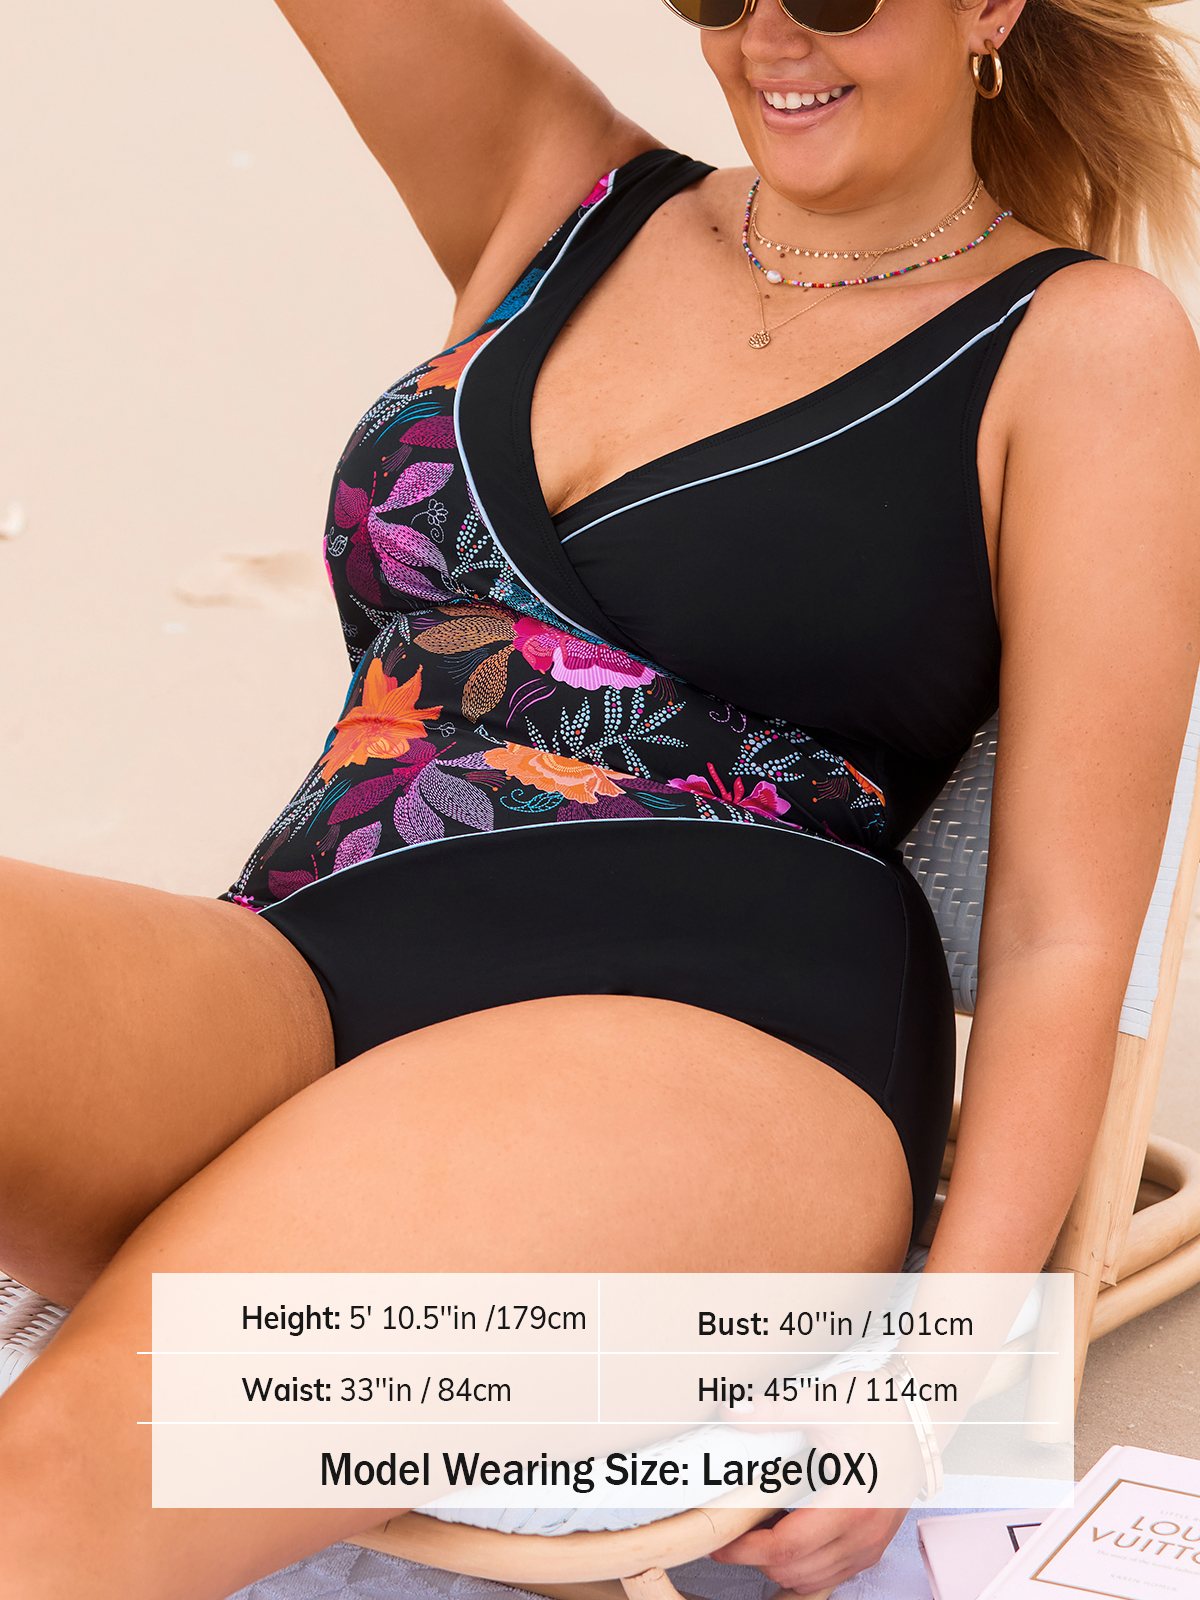 Height: 5' 10.5"in /179cm
Bust: 40"in / 101cm
Waist: 33"in / 84cm
Hip: 45"in / 114cm
Model Wearing Size: Large(0X)
LOU
VUITTO